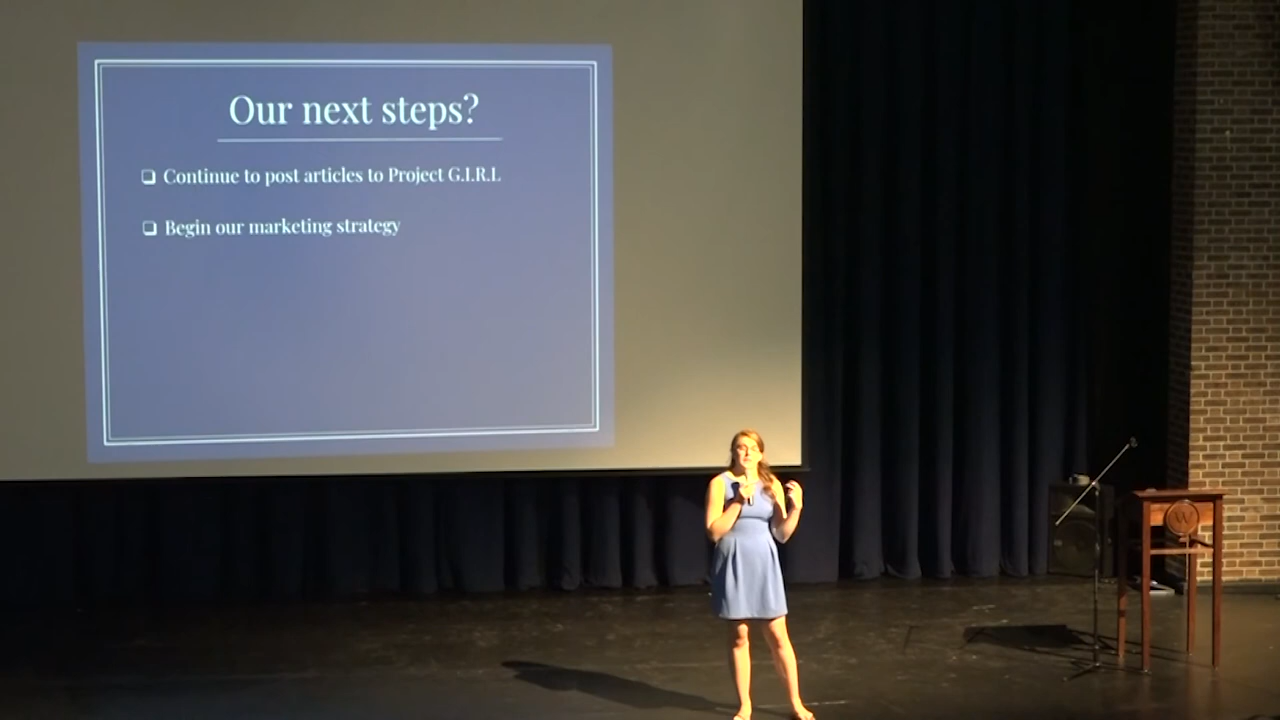 Our next steps?
❏ Continue to post articles to Project G.I.R.L
❏ Begin our marketing strategy
W